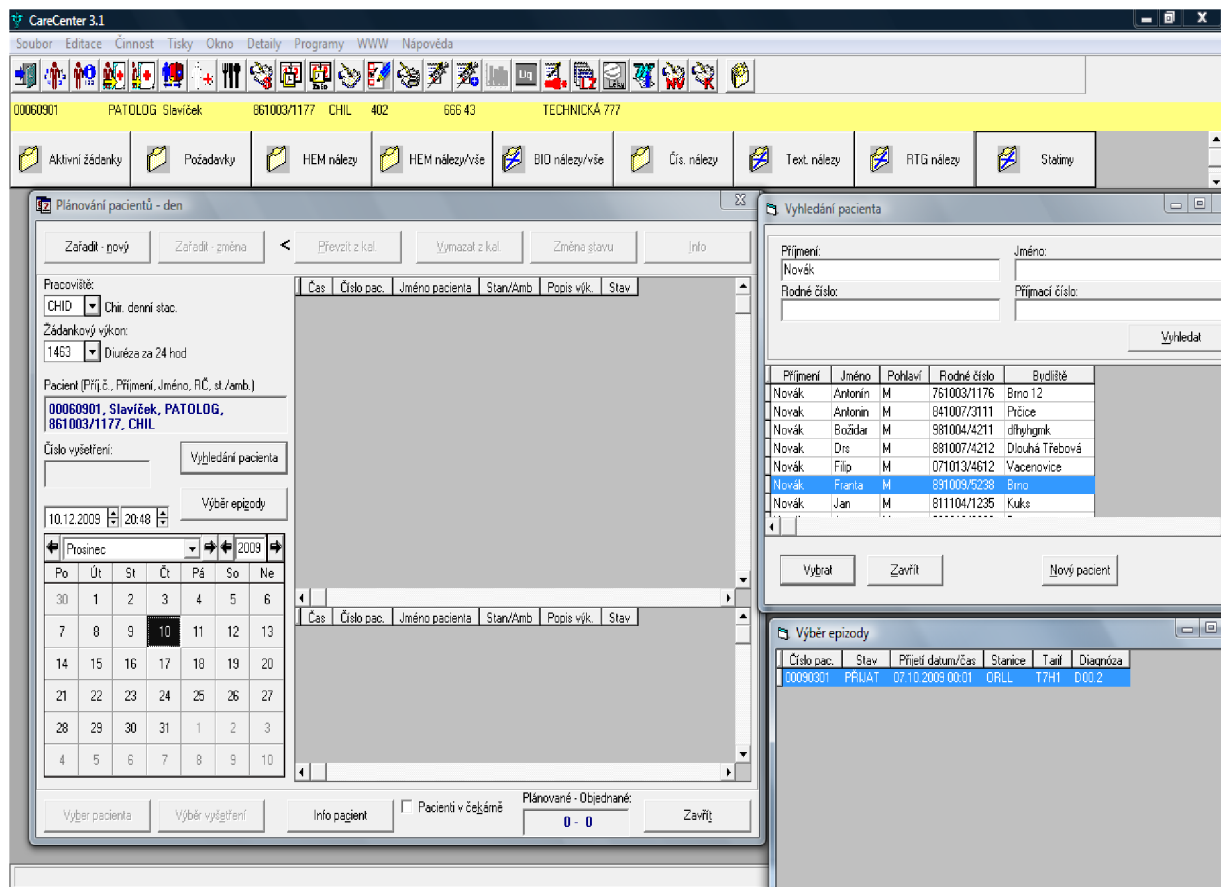 CareCenter 3.1
Soubor Editace Činnost Tisky Okno Detaily Programy WWW Nápověda
00060901 PATOLOG Slavíček 861003/1177 CHIL 402 666 43 TECHNICKÁ 777
Aktivní žádanky Požadavky HEM nálezy HEM nálezy/vše BIO nálezy/vše Čís. nálezy Text. nálezy RTG nálezy Statimy
Plánování pacientů - den
Zařadit - nový Zařadit - změna < Převzít z kal. Vymazat z kal. Změna stavu Info
Pracoviště:
CHID Chir. denní stac.
Žádankový výkon:
1463 Diuréza za 24 hod
Pacient (Příj.č., Příjmení, Jméno, RČ, st./amb.)
00060901, Slavíček, PATOLOG,
861003/1177, CHIL
Číslo vyšetření:
Vyhledání pacienta
Výběr epizody
10.12.2009 20:48
Prosinec 2009
Po Út St Čt Pá So Ne
30 1 2 3 4 5 6
7 8 9 10 11 12 13
14 15 16 17 18 19 20
21 22 23 24 25 26 27
28 29 30 31 1 2 3
4 5 6 7 8 9 10
Čas Číslo pac. Jméno pacienta Stan/Amb Popis výk. Stav
Čas Číslo pac. Jméno pacienta Stan/Amb Popis výk. Stav
Vyber pacienta Výběr vyšetření Info pacient Pacienti v čekárně
Plánované - Objednané:
0 - 0
Zavřít
Vyhledání pacienta
Příjmení: Jméno:
Novák
Rodné číslo: Příjmací číslo:
Vyhledat
Příjmení Jméno Pohlaví Rodné číslo Budliště
Novák Antonín M 761003/1176 Brno 12
Novák Antonin M 841007/3111 Prčice
Novák Božidar M 981004/4211 dfhyhgmk
Novák Drs M 881007/4212 Dlouhá Třebová
Novák Filip M 071013/4612 Vacenovice
Novák Franta M 891009/5238 Brno
Novák Jan M 811104/1235 Kuks
Vybrat Zavřít Nový pacient
Výběr epizody
Číslo pac. Stav Přijetí datum/čas Stanice Tarif Diagnóza
00090301 PŘIJAT 07.10.2009 00:01 ORLL T7H1 D00.2